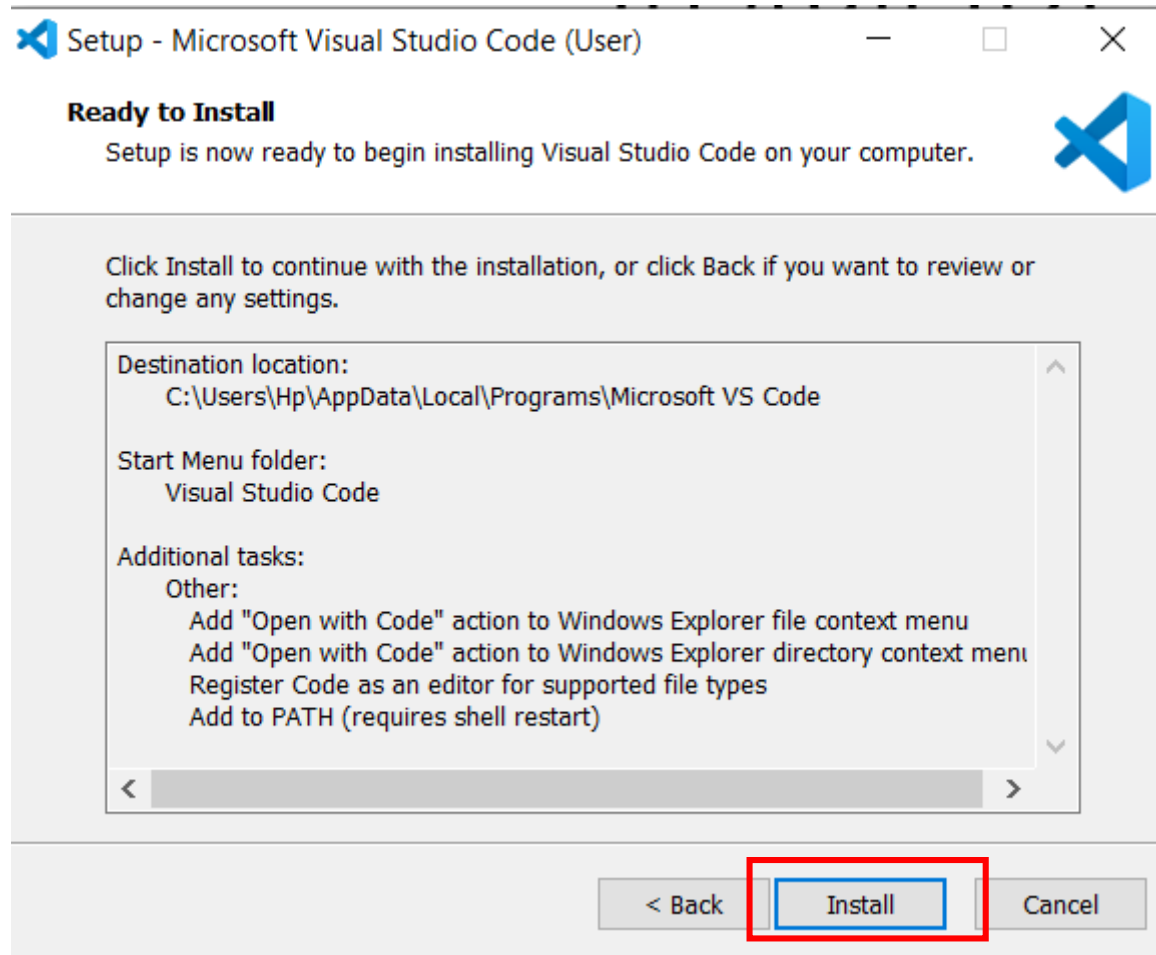 Setup - Microsoft Visual Studio Code (User)
Ready to Install
Setup is now ready to begin installing Visual Studio Code on your computer.
Click Install to continue with the installation, or click Back if you want to review or
change any settings.
Destination location:
C:\Users\Hp\AppData\Local\Programs\Microsoft VS Code
Start Menu folder:
Visual Studio Code
Additional tasks:
Other:
Add "Open with Code" action to Windows Explorer file context menu
Add "Open with Code" action to Windows Explorer directory context menu
Register Code as an editor for supported file types
Add to PATH (requires shell restart)
< Back Install Cancel